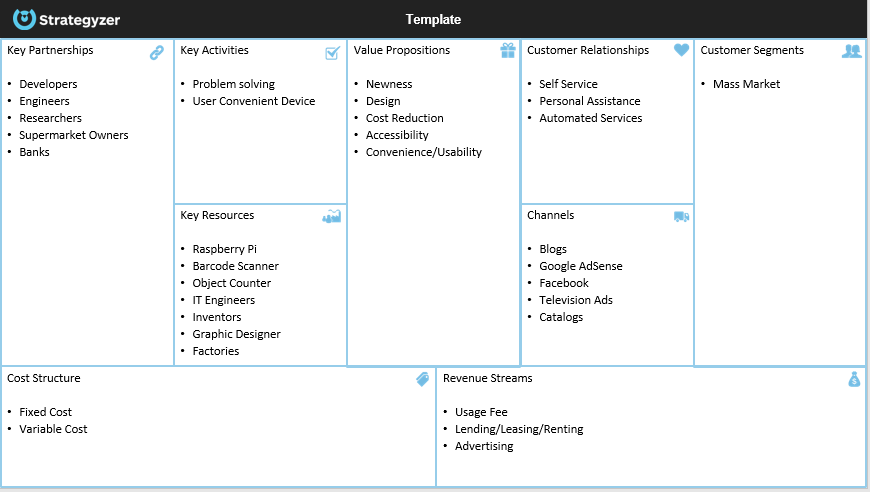 Strategyzer
Template
Key Partnerships
• Developers
• Engineers
• Researchers
• Supermarket Owners
• Banks
Key Activities
• Problem solving
• User Convenient Device
Key Resources
• Raspberry Pi
• Barcode Scanner
• Object Counter
• IT Engineers
• Inventors
• Graphic Designer
• Factories
Value Propositions
• Newness
• Design
• Cost Reduction
• Accessibility
• Convenience/Usability
Customer Relationships
• Self Service
• Personal Assistance
• Automated Services
Channels
• Blogs
• Google AdSense
• Facebook
• Television Ads
• Catalogs
Customer Segments
• Mass Market
Cost Structure
• Fixed Cost
• Variable Cost
Revenue Streams
• Usage Fee
• Lending/Leasing/Renting
• Advertising